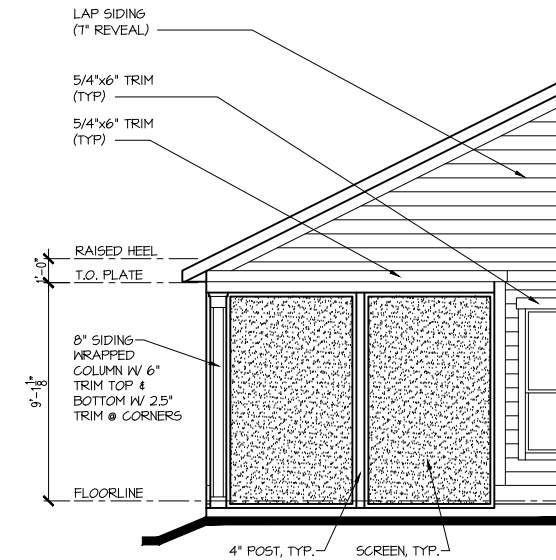 LAP SIDING
(7" REVEAL)
5/4"x6" TRIM
(TYP)
5/4"x6" TRIM
(TYP)
RAISED HEEL
1'-0"
T.O. PLATE
8" SIDING
WRAPPED
COLUMN W/ 6"
TRIM TOP &
BOTTOM W/ 2.5"
TRIM @ CORNERS
9'-1 1/8"
FLOORLINE
4" POST, TYP.
SCREEN, TYP.